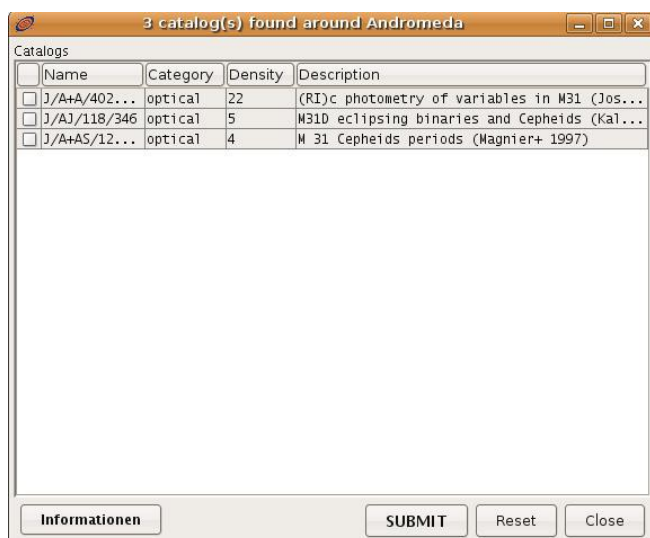 3 catalog(s) found around Andromeda
Catalogs
Name Category Density Description
J/A+A/402... optical 22 (RI)c photometry of variables in M31 (Jos...
J/AJ/118/346 optical 5 M31D eclipsing binaries and Cepheids (Kal...
J/A+AS/12... optical 4 M 31 Cepheids periods (Magnier+ 1997)
Informationen SUBMIT Reset Close